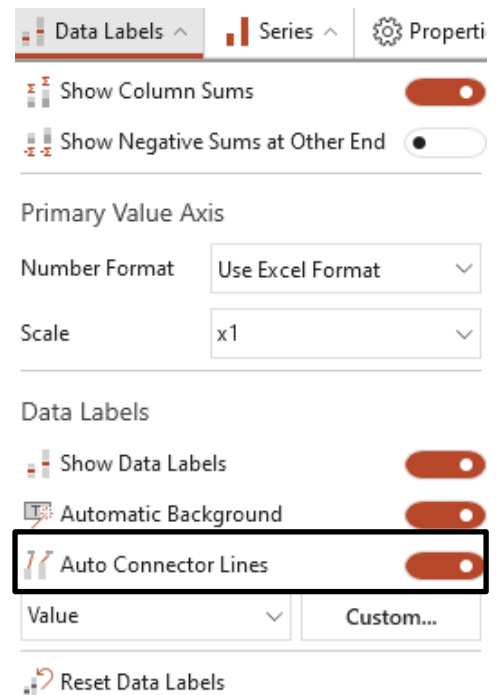 Data Labels Series Properti
Show Column Sums
Show Negative Sums at Other End
Primary Value Axis
Number Format Use Excel Format
Scale x1
Data Labels
Show Data Labels
Automatic Background
Auto Connector Lines
Value Custom...
Reset Data Labels